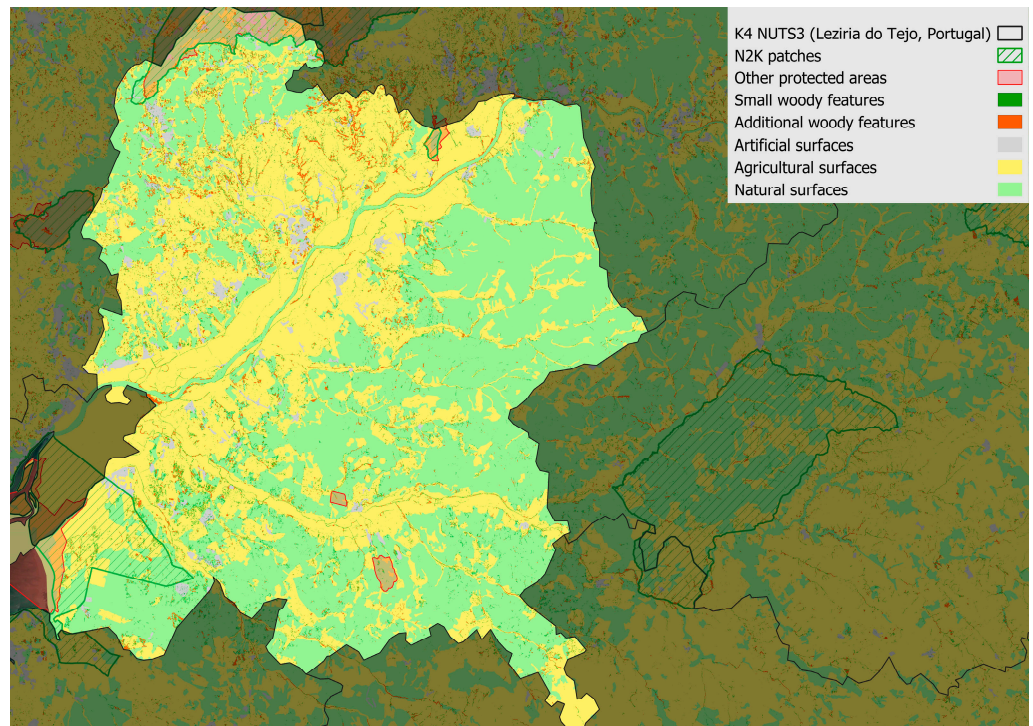 K4 NUTS3 (Leziria do Tejo, Portugal)
N2K patches
Other protected areas
Small woody features
Additional woody features
Artificial surfaces
Agricultural surfaces
Natural surfaces